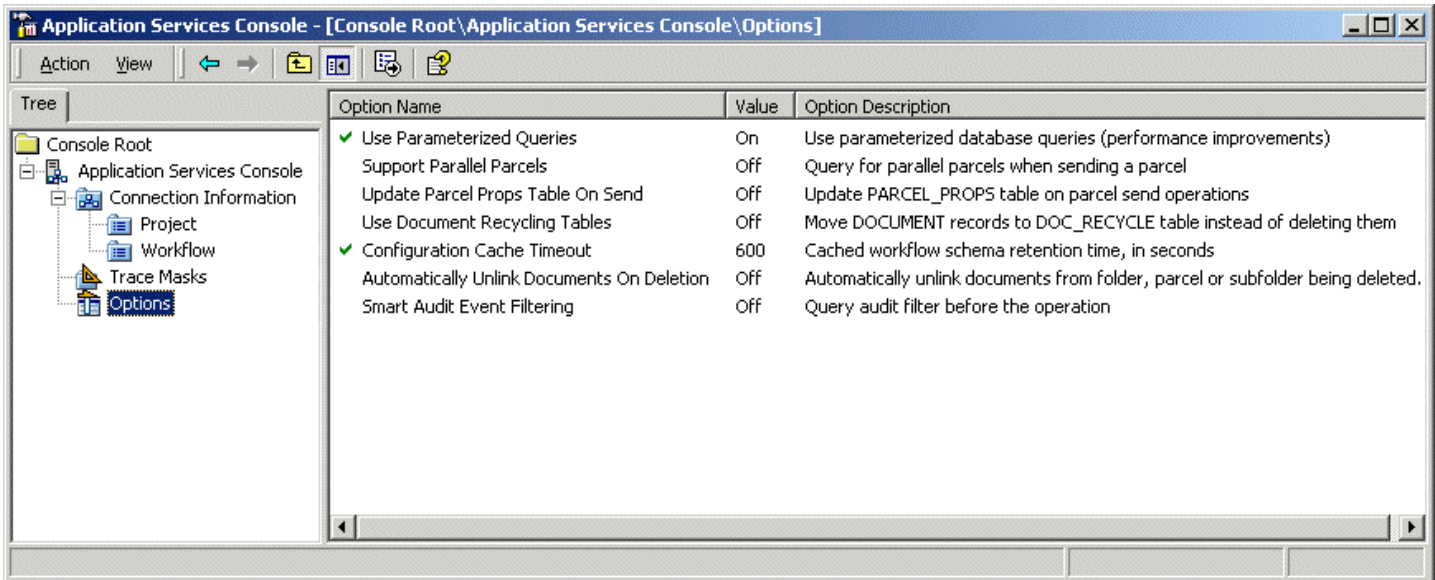 Application Services Console - [Console Root\Application Services Console\Options]
Action View
Tree
Option Name Value Option Description
Console Root
Application Services Console
Connection Information
Project
Workflow
Trace Masks
Options
Use Parameterized Queries On Use parameterized database queries (performance improvements)
Support Parallel Parcels Off Query for parallel parcels when sending a parcel
Update Parcel Props Table On Send Off Update PARCEL_PROPS table on parcel send operations
Use Document Recycling Tables Off Move DOCUMENT records to DOC_RECYCLE table instead of deleting them
Configuration Cache Timeout 600 Cached workflow schema retention time, in seconds
Automatically Unlink Documents On Deletion Off Automatically unlink documents from folder, parcel or subfolder being deleted.
Smart Audit Event Filtering Off Query audit filter before the operation